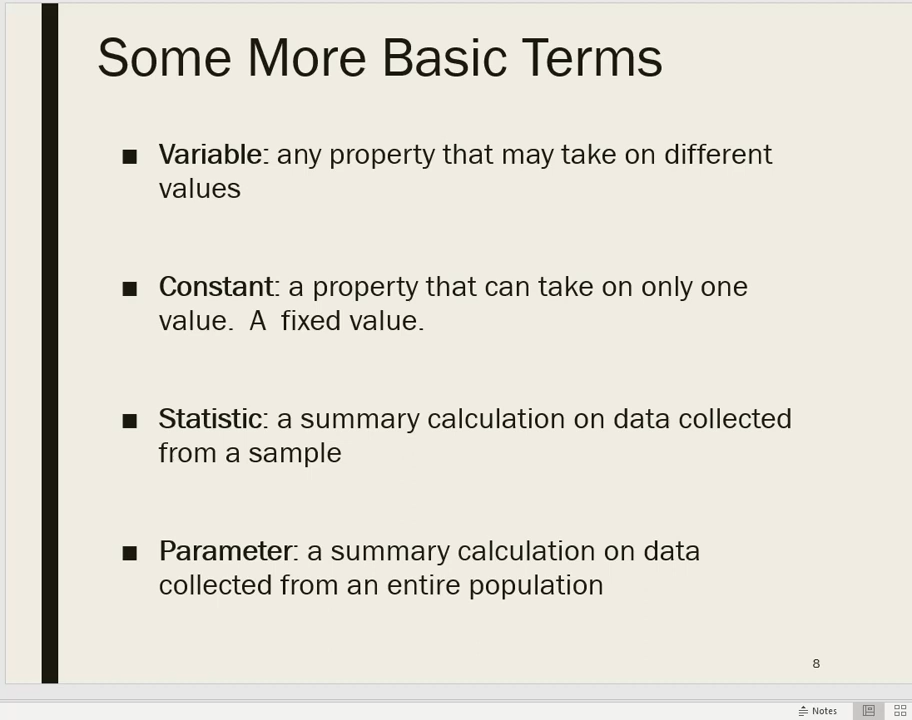 Some More Basic Terms
■ Variable: any property that may take on different
values
■ Constant: a property that can take on only one
value.  A  fixed value.
■ Statistic: a summary calculation on data collected
from a sample
■ Parameter: a summary calculation on data
collected from an entire population
8
Notes